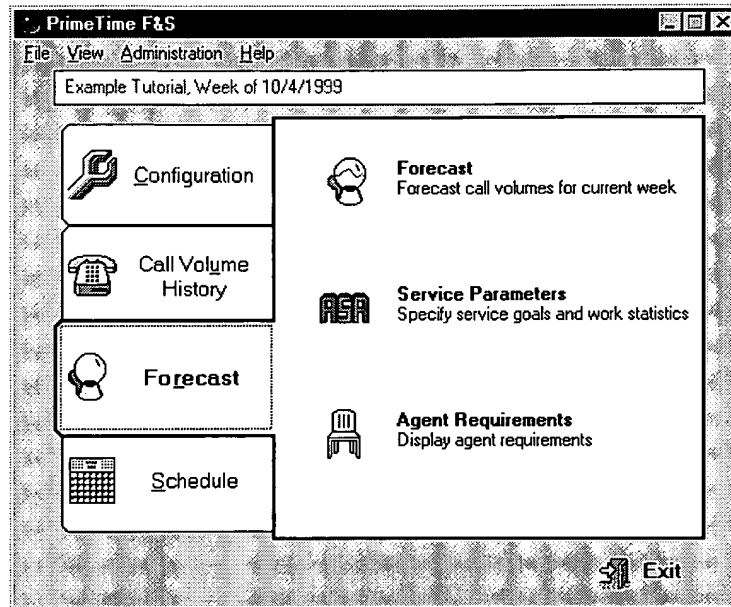 PrimeTime F&S
File View Administration Help
Example Tutorial, Week of 10/4/1999
Configuration
Call Volume
History
Forecast
Schedule
Forecast
Forecast call volumes for current week
ASA
Service Parameters
Specify service goals and work statistics
Agent Requirements
Display agent requirements
Exit